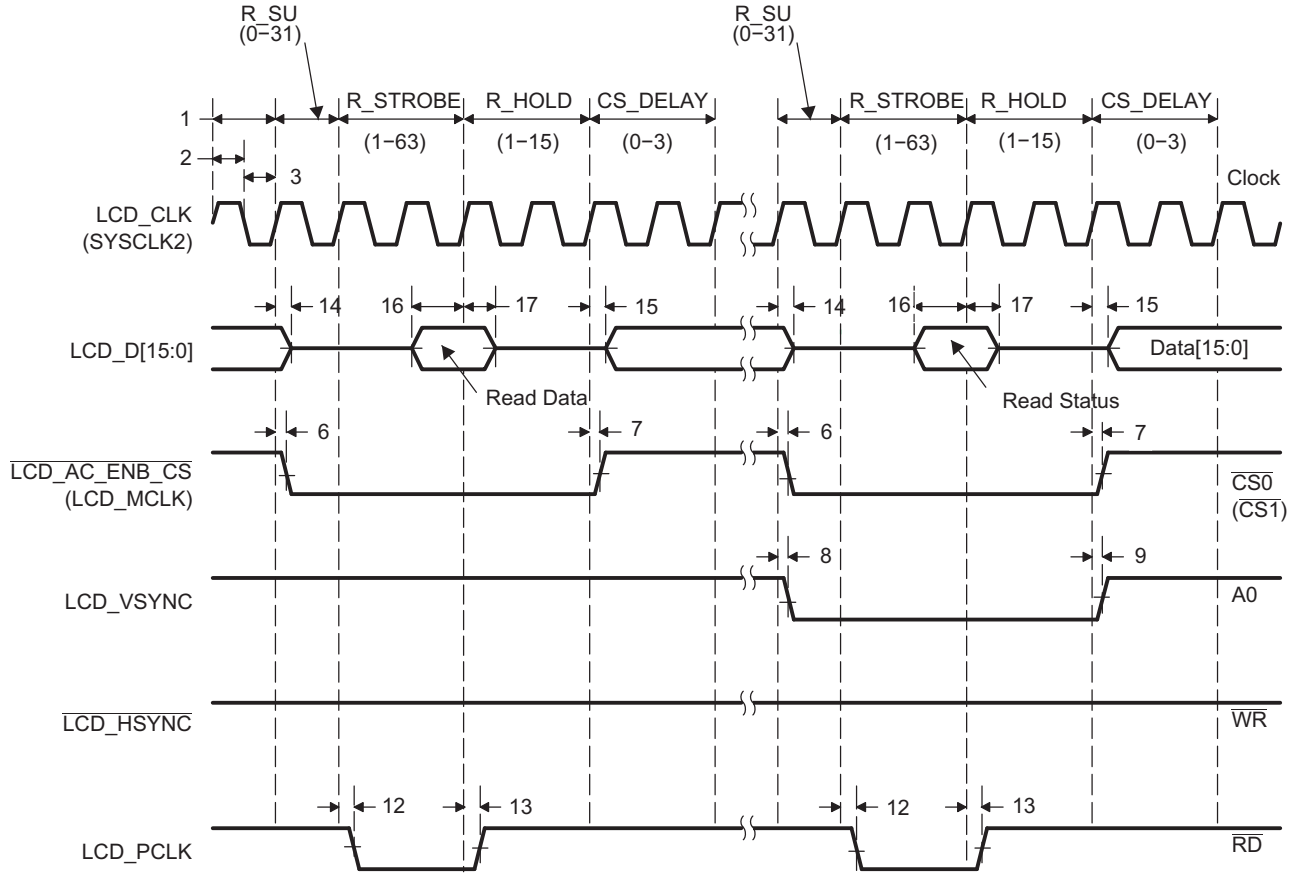 R_SU
(0−31)
R_SU
(0−31)
R_STROBE R_HOLD CS_DELAY R_STROBE R_HOLD CS_DELAY
1
(1−63) (1−15) (0−3) (1−63) (1−15) (0−3)
2
3
Clock
LCD_CLK
(SYSCLK2)
14 16 17 15 14 16 17 15
LCD_D[15:0]
Data[15:0]
Read Data
Read Status
6 7 6 7
LCD_AC_ENB_CS
(LCD_MCLK)
CS0
(CS1)
8 9
LCD_VSYNC
A0
LCD_HSYNC
WR
12 13 12 13
LCD_PCLK
RD